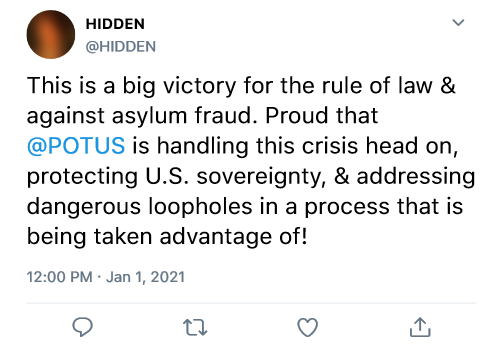 HIDDEN
@HIDDEN
This is a big victory for the rule of law &
against asylum fraud. Proud that
@POTUS is handling this crisis head on,
protecting U.S. sovereignty, & addressing
dangerous loopholes in a process that is
being taken advantage of!
12:00 PM · Jan 1, 2021